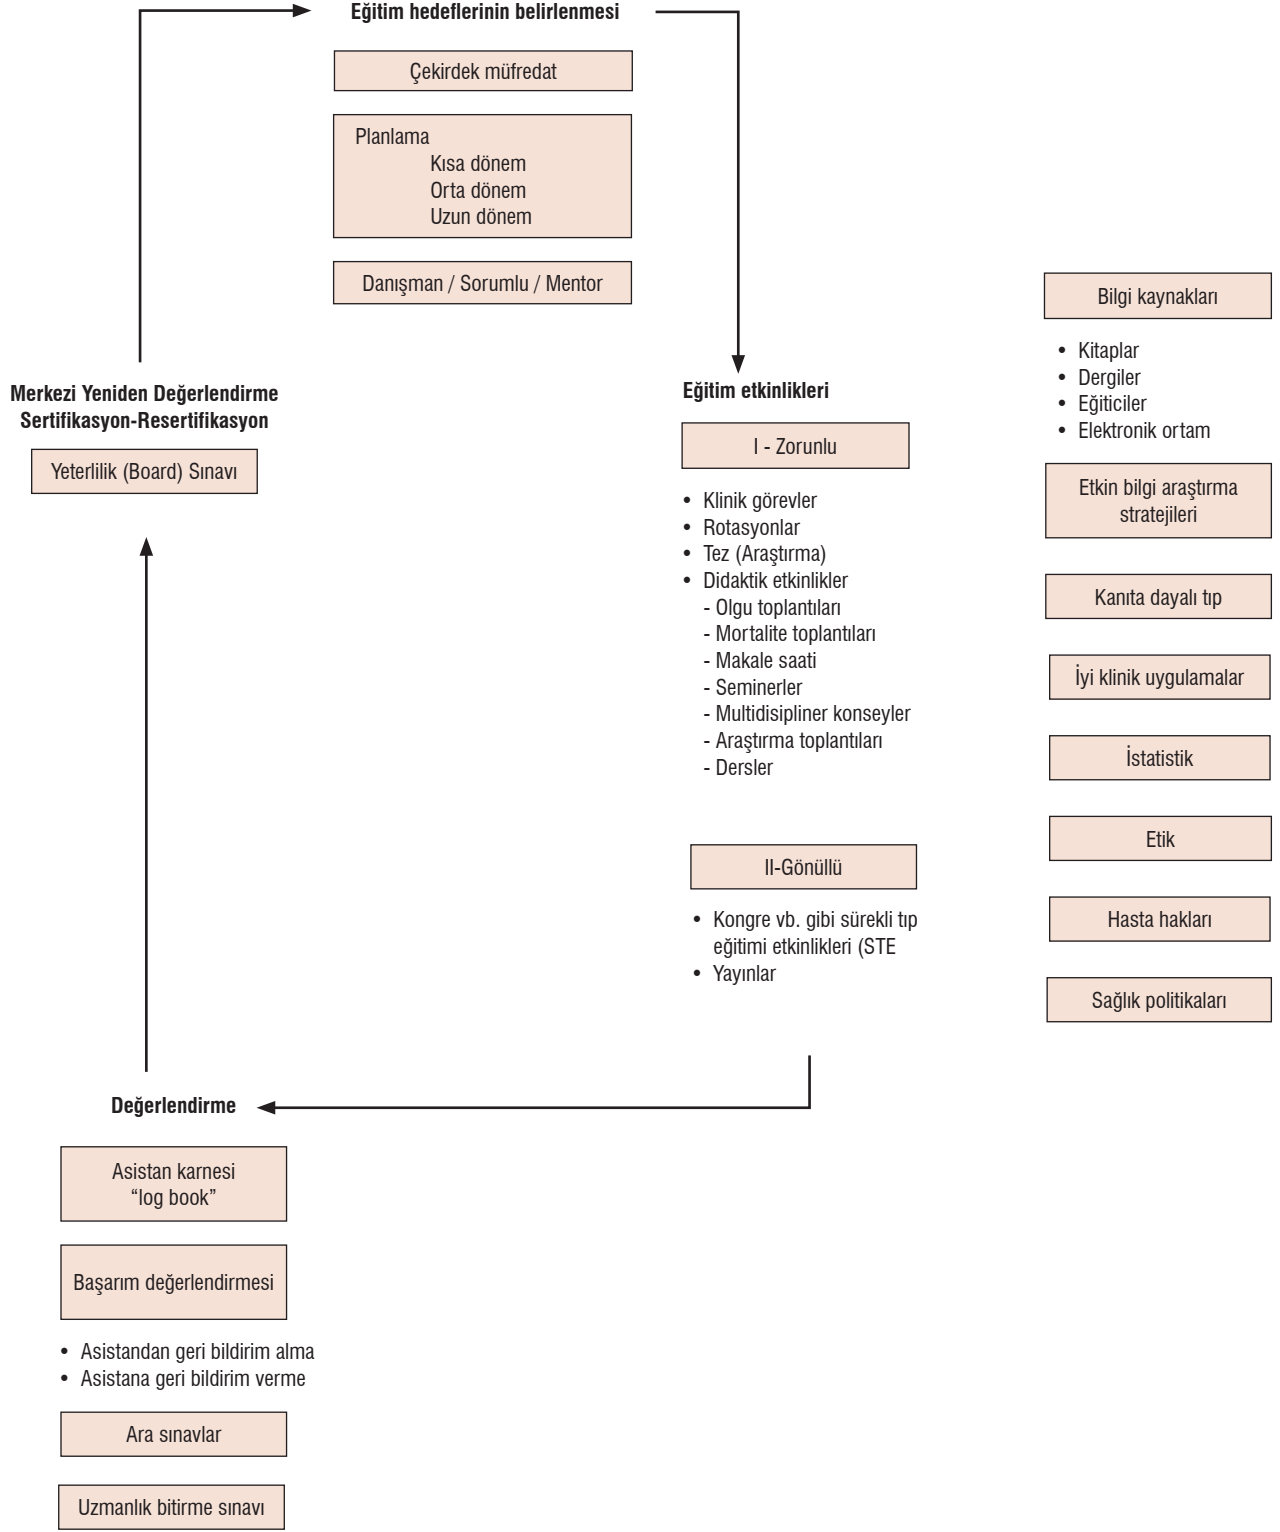 Eğitim hedeflerinin belirlenmesi
Çekirdek müfredat
Planlama
Kısa dönem
Orta dönem
Uzun dönem
Danışman / Sorumlu / Mentor
Merkezi Yeniden Değerlendirme
Sertifikasyon-Resertifikasyon
Yeterlilik (Board) Sınavı
Eğitim etkinlikleri
I - Zorunlu
• Klinik görevler
• Rotasyonlar
• Tez (Araştırma)
• Didaktik etkinlikler
- Olgu toplantıları
- Mortalite toplantıları
- Makale saati
- Seminerler
- Multidisipliner konseyler
- Araştırma toplantıları
- Dersler
II-Gönüllü
• Kongre vb. gibi sürekli tıp
eğitimi etkinlikleri (STE
• Yayınlar
Bilgi kaynakları
• Kitaplar
• Dergiler
• Eğiticiler
• Elektronik ortam
Etkin bilgi araştırma
stratejileri
Kanıta dayalı tıp
İyi klinik uygulamalar
İstatistik
Etik
Hasta hakları
Sağlık politikaları
Değerlendirme
Asistan karnesi
“log book”
Başarım değerlendirmesi
• Asistandan geri bildirim alma
• Asistana geri bildirim verme
Ara sınavlar
Uzmanlık bitirme sınavı